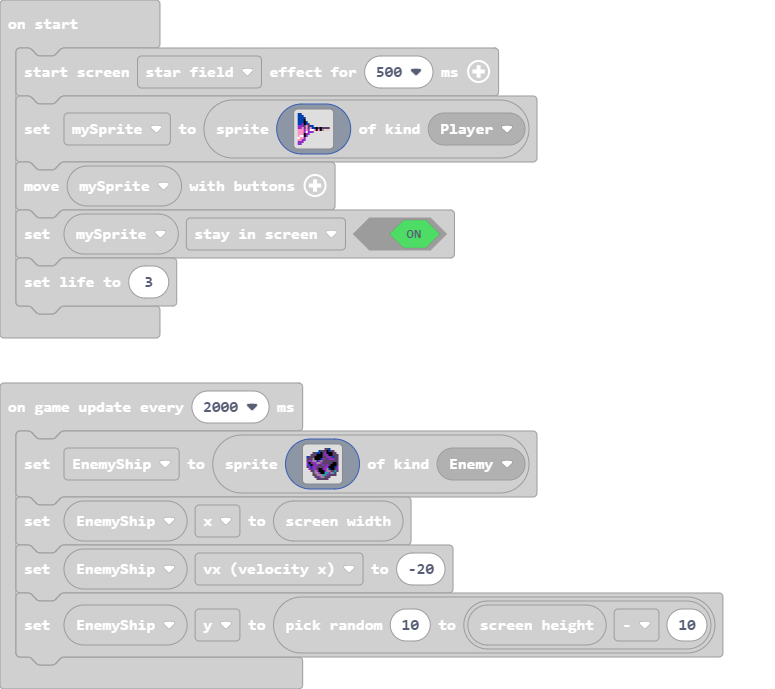 on start
start screen star field effect for 500 ms
set mySprite to sprite of kind Player
move mySprite with buttons
set mySprite stay in screen ON
set life to 3
on game update every 2000 ms
set EnemyShip to sprite of kind Enemy
set EnemyShip x to screen width
set EnemyShip vx (velocity x) to -20
set EnemyShip y to pick random 10 to screen height - 10